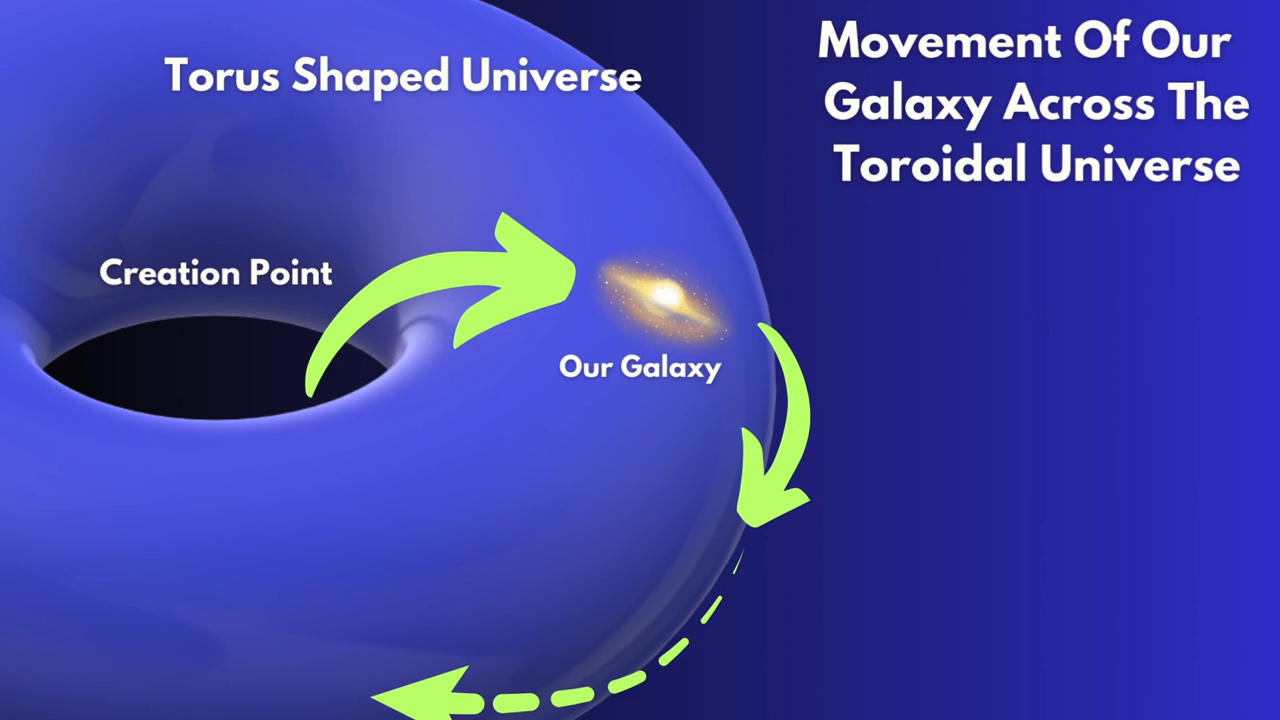 Torus Shaped Universe
Movement Of Our
Galaxy Across The
Toroidal Universe
Creation Point
Our Galaxy